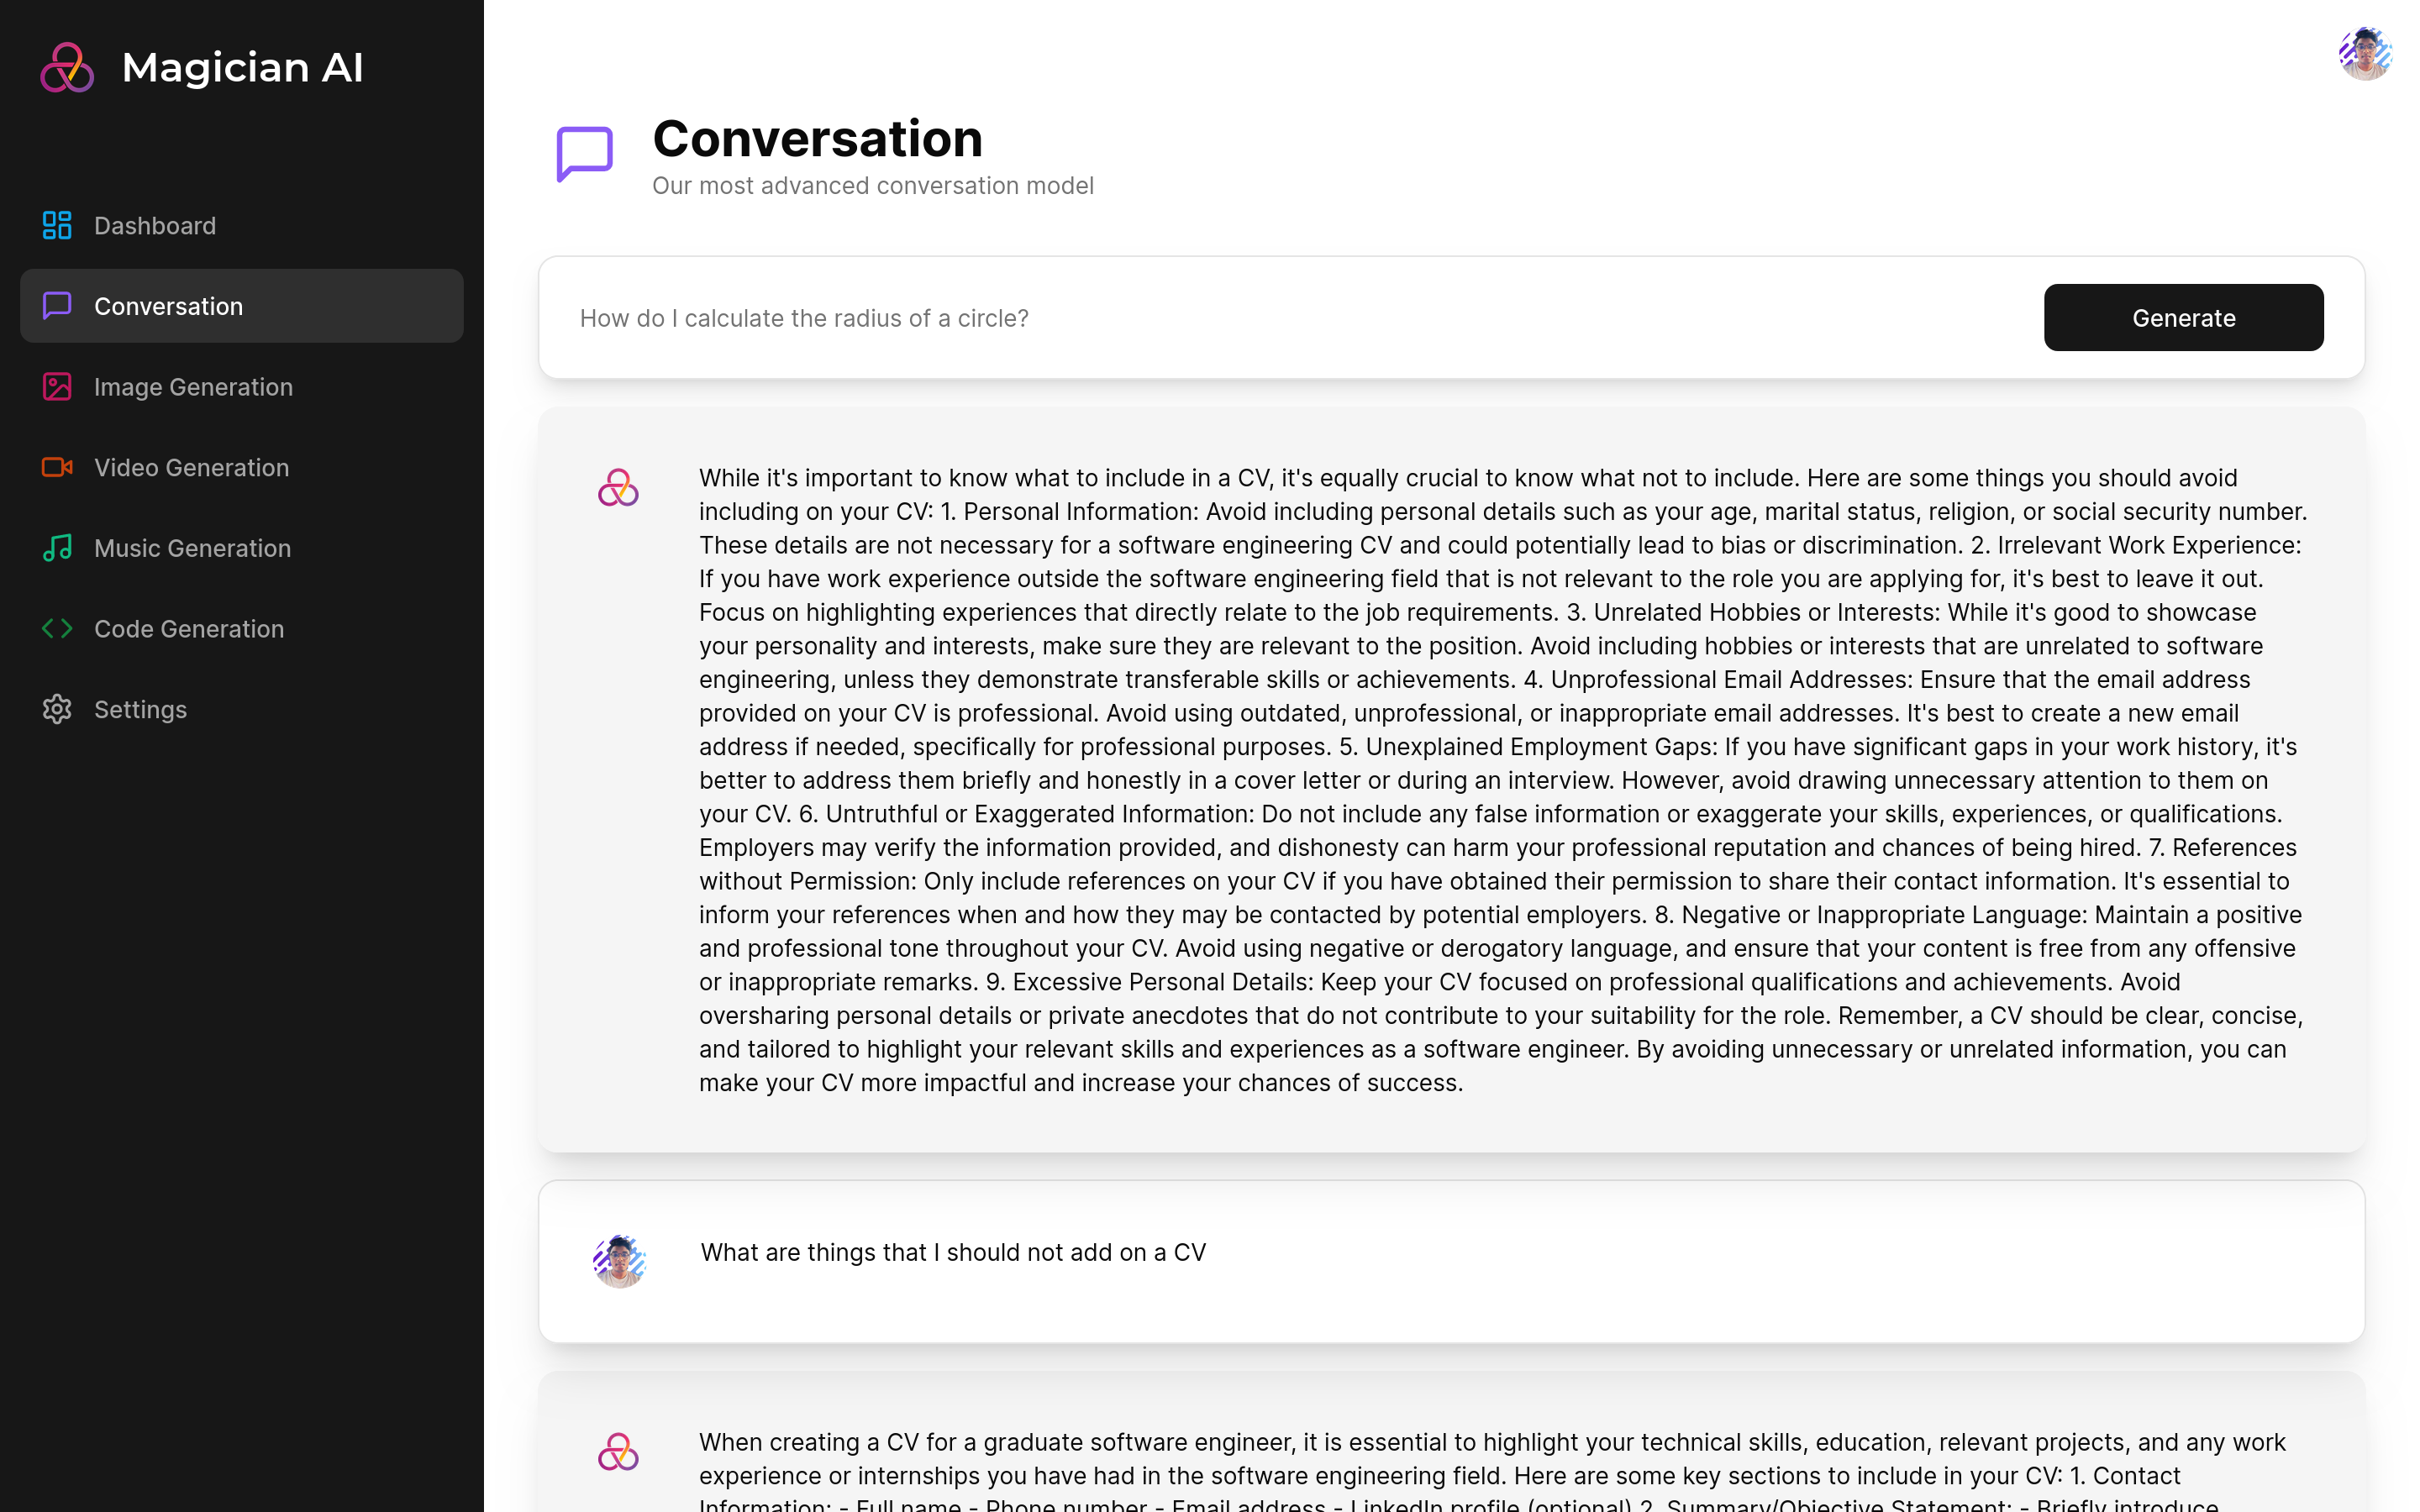 Magician AI
Dashboard
Conversation
Image Generation
Video Generation
Music Generation
Code Generation
Settings
Conversation
Our most advanced conversation model
How do I calculate the radius of a circle?
Generate
While it's important to know what to include in a CV, it's equally crucial to know what not to include. Here are some things you should avoid
including on your CV: 1. Personal Information: Avoid including personal details such as your age, marital status, religion, or social security number.
These details are not necessary for a software engineering CV and could potentially lead to bias or discrimination. 2. Irrelevant Work Experience:
If you have work experience outside the software engineering field that is not relevant to the role you are applying for, it's best to leave it out.
Focus on highlighting experiences that directly relate to the job requirements. 3. Unrelated Hobbies or Interests: While it's good to showcase
your personality and interests, make sure they are relevant to the position. Avoid including hobbies or interests that are unrelated to software
engineering, unless they demonstrate transferable skills or achievements. 4. Unprofessional Email Addresses: Ensure that the email address
provided on your CV is professional. Avoid using outdated, unprofessional, or inappropriate email addresses. It's best to create a new email
address if needed, specifically for professional purposes. 5. Unexplained Employment Gaps: If you have significant gaps in your work history, it's
better to address them briefly and honestly in a cover letter or during an interview. However, avoid drawing unnecessary attention to them on
your CV. 6. Untruthful or Exaggerated Information: Do not include any false information or exaggerate your skills, experiences, or qualifications.
Employers may verify the information provided, and dishonesty can harm your professional reputation and chances of being hired. 7. References
without Permission: Only include references on your CV if you have obtained their permission to share their contact information. It's essential to
inform your references when and how they may be contacted by potential employers. 8. Negative or Inappropriate Language: Maintain a positive
and professional tone throughout your CV. Avoid using negative or derogatory language, and ensure that your content is free from any offensive
or inappropriate remarks. 9. Excessive Personal Details: Keep your CV focused on professional qualifications and achievements. Avoid
oversharing personal details or private anecdotes that do not contribute to your suitability for the role. Remember, a CV should be clear, concise,
and tailored to highlight your relevant skills and experiences as a software engineer. By avoiding unnecessary or unrelated information, you can
make your CV more impactful and increase your chances of success.
What are things that I should not add on a CV
When creating a CV for a graduate software engineer, it is essential to highlight your technical skills, education, relevant projects, and any work
experience or internships you have had in the software engineering field. Here are some key sections to include in your CV: 1. Contact
Information: - Full name - Phone number - Email address - LinkedIn profile (optional) 2. Summary/Objective Statement: - Briefly introduce